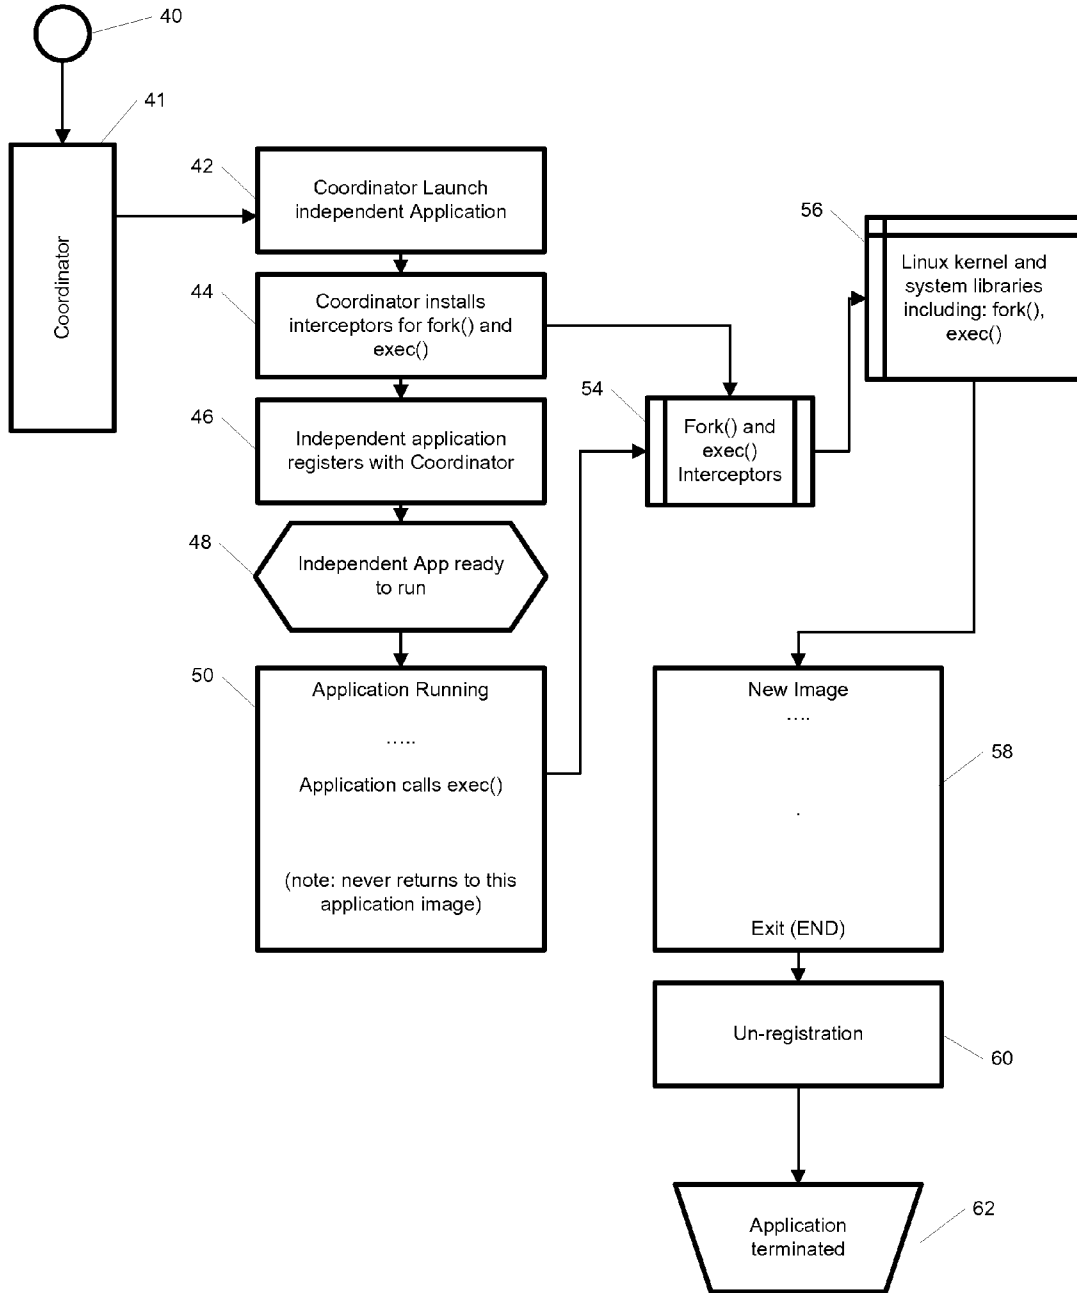 40
41
Coordinator
42
Coordinator Launch
independent Application
44
Coordinator installs
interceptors for fork() and
exec()
46
Independent application
registers with Coordinator
48
Independent App ready
to run
50
Application Running
.....
Application calls exec()
(note: never returns to this
application image)
54
Fork() and
exec()
Interceptors
56
Linux kernel and
system libraries
including: fork(),
exec()
New Image
....
.
Exit (END)
58
Un-registration
60
Application
terminated
62